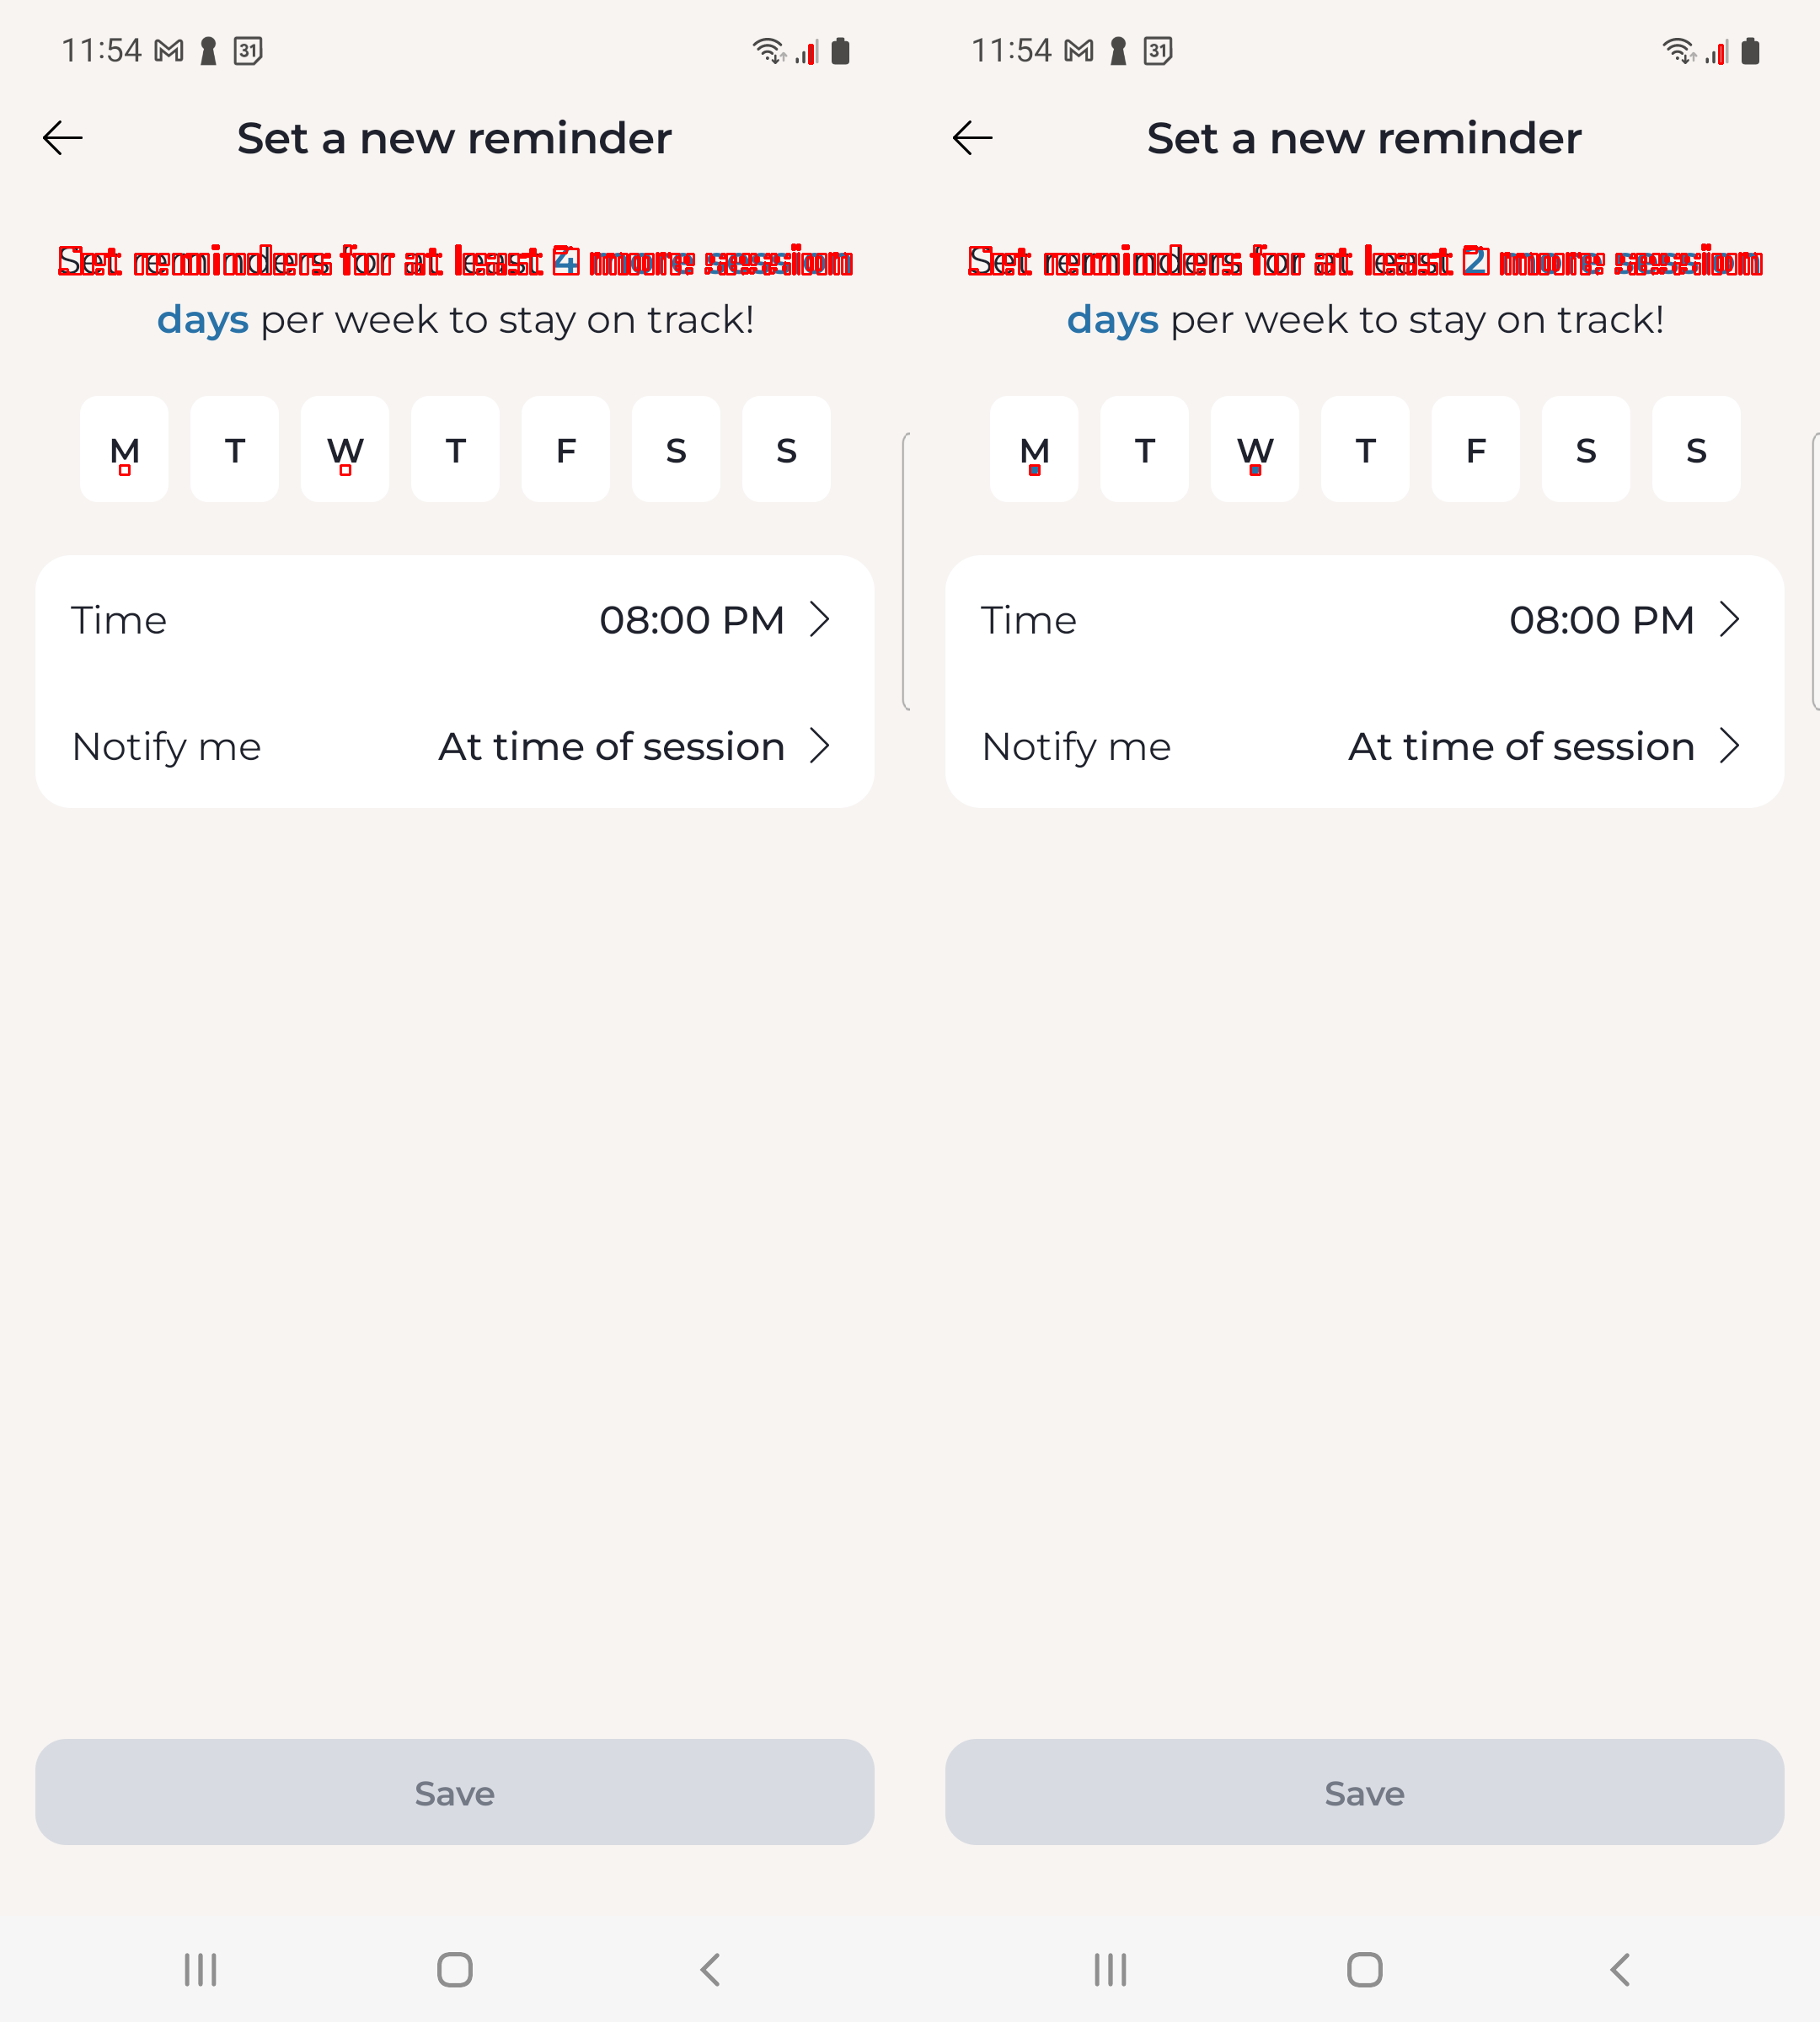 11:54 31
Set a new reminder
Set reminders for at least 4 more session
days per week to stay on track!
M T W T F S S
Time 08:00 PM
Notify me At time of session
Save
11:54 31
Set a new reminder
Set reminders for at least 2 more session
days per week to stay on track!
M T W T F S S
Time 08:00 PM
Notify me At time of session
Save